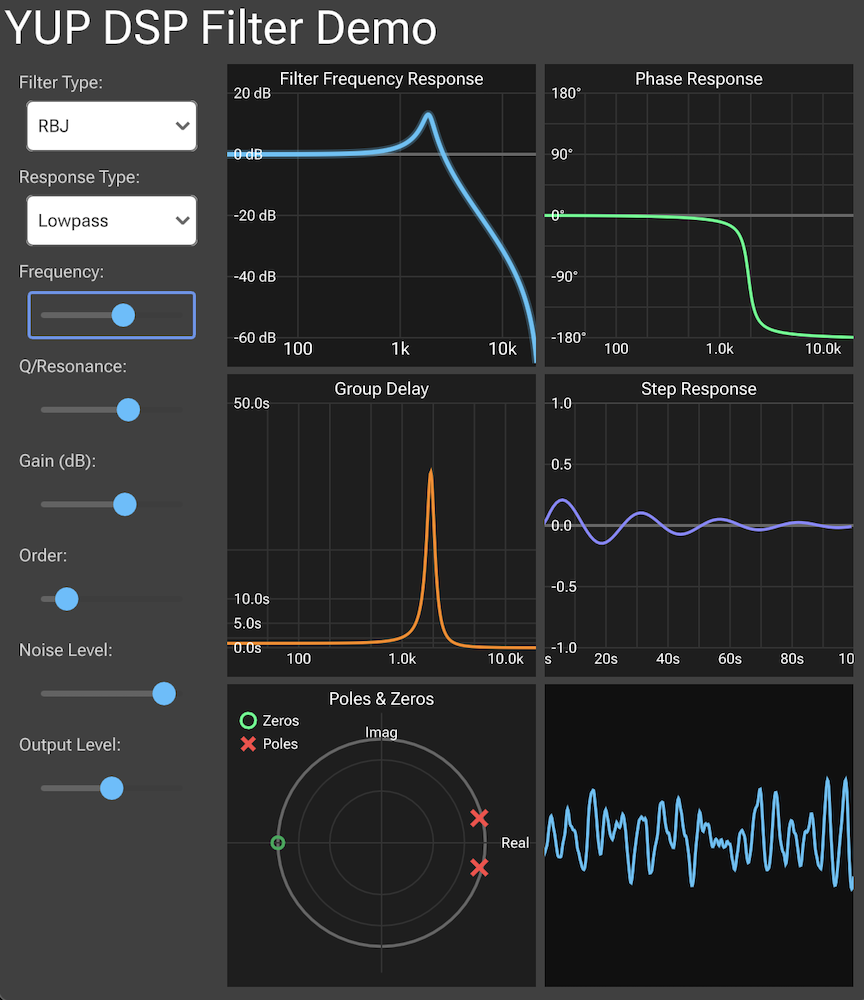 YUP DSP Filter Demo
Filter Type:
RBJ
Response Type:
Lowpass
Frequency:
Q/Resonance:
Gain (dB):
Order:
Noise Level:
Output Level:
Filter Frequency Response
20 dB
0 dB
-20 dB
-40 dB
-60 dB
100 1k 10k
Phase Response
180°
90°
0°
-90°
-180°
100 1.0k 10.0k
Group Delay
50.0s
10.0s
5.0s
0.0s
100 1.0k 10.0k
Step Response
1.0
0.5
0.0
-0.5
-1.0
s 20s 40s 60s 80s 10
Poles & Zeros
Zeros
Poles
Imag
Real